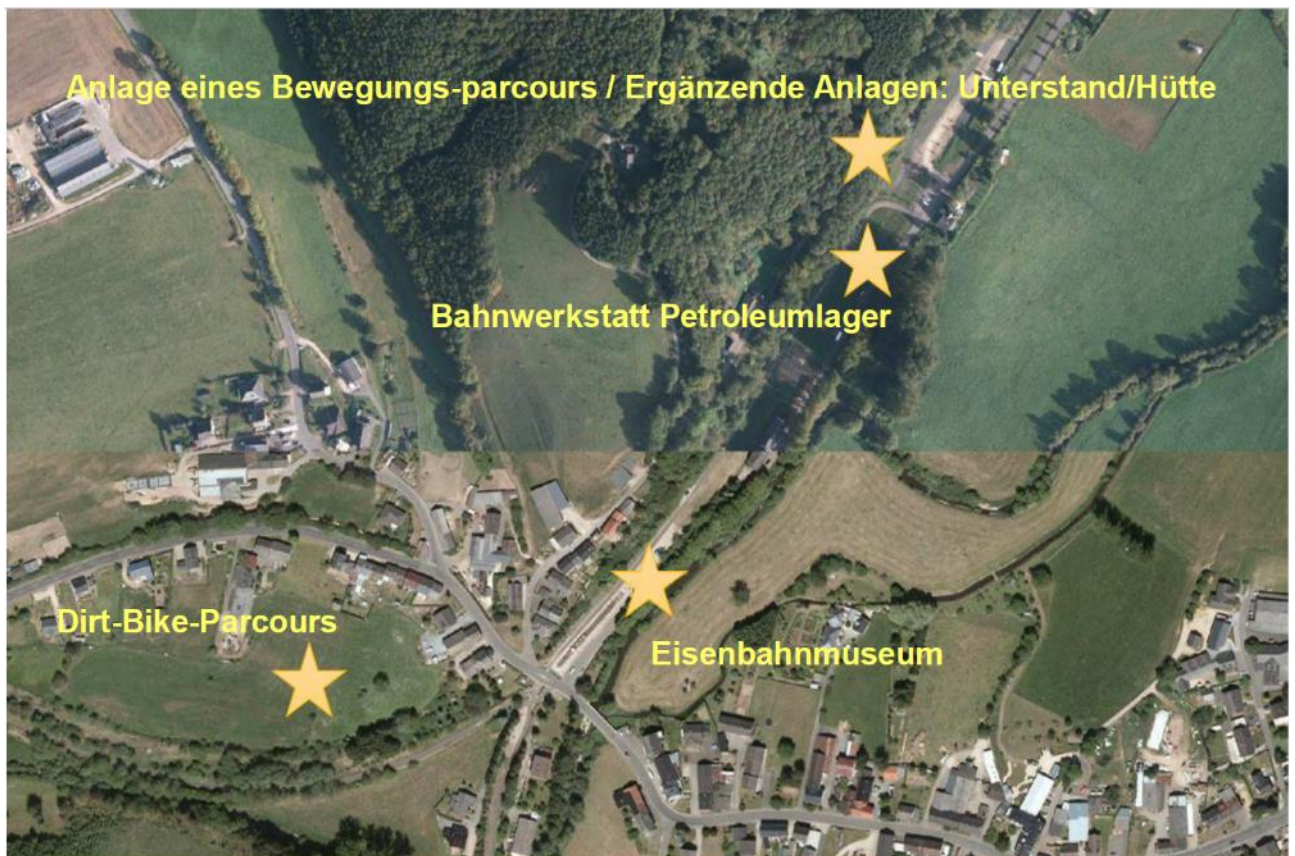 Anlage eines Bewegungs-parcours / Ergänzende Anlagen: Unterstand/Hütte
Bahnwerkstatt Petroleumlager
Dirt-Bike-Parcours
Eisenbahnmuseum